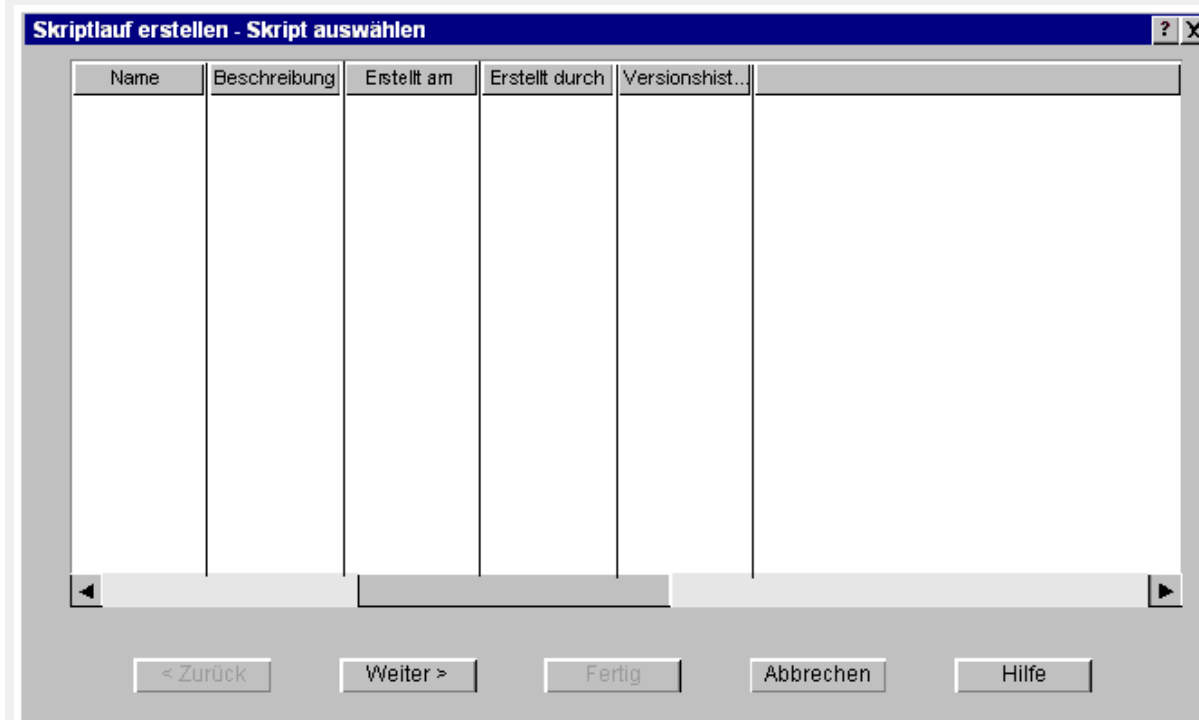 Skriptlauf erstellen - Skript auswählen ? X
Name Beschreibung Erstellt am Erstellt durch Versionshist...
< Zurück Weiter > Fertig Abbrechen Hilfe